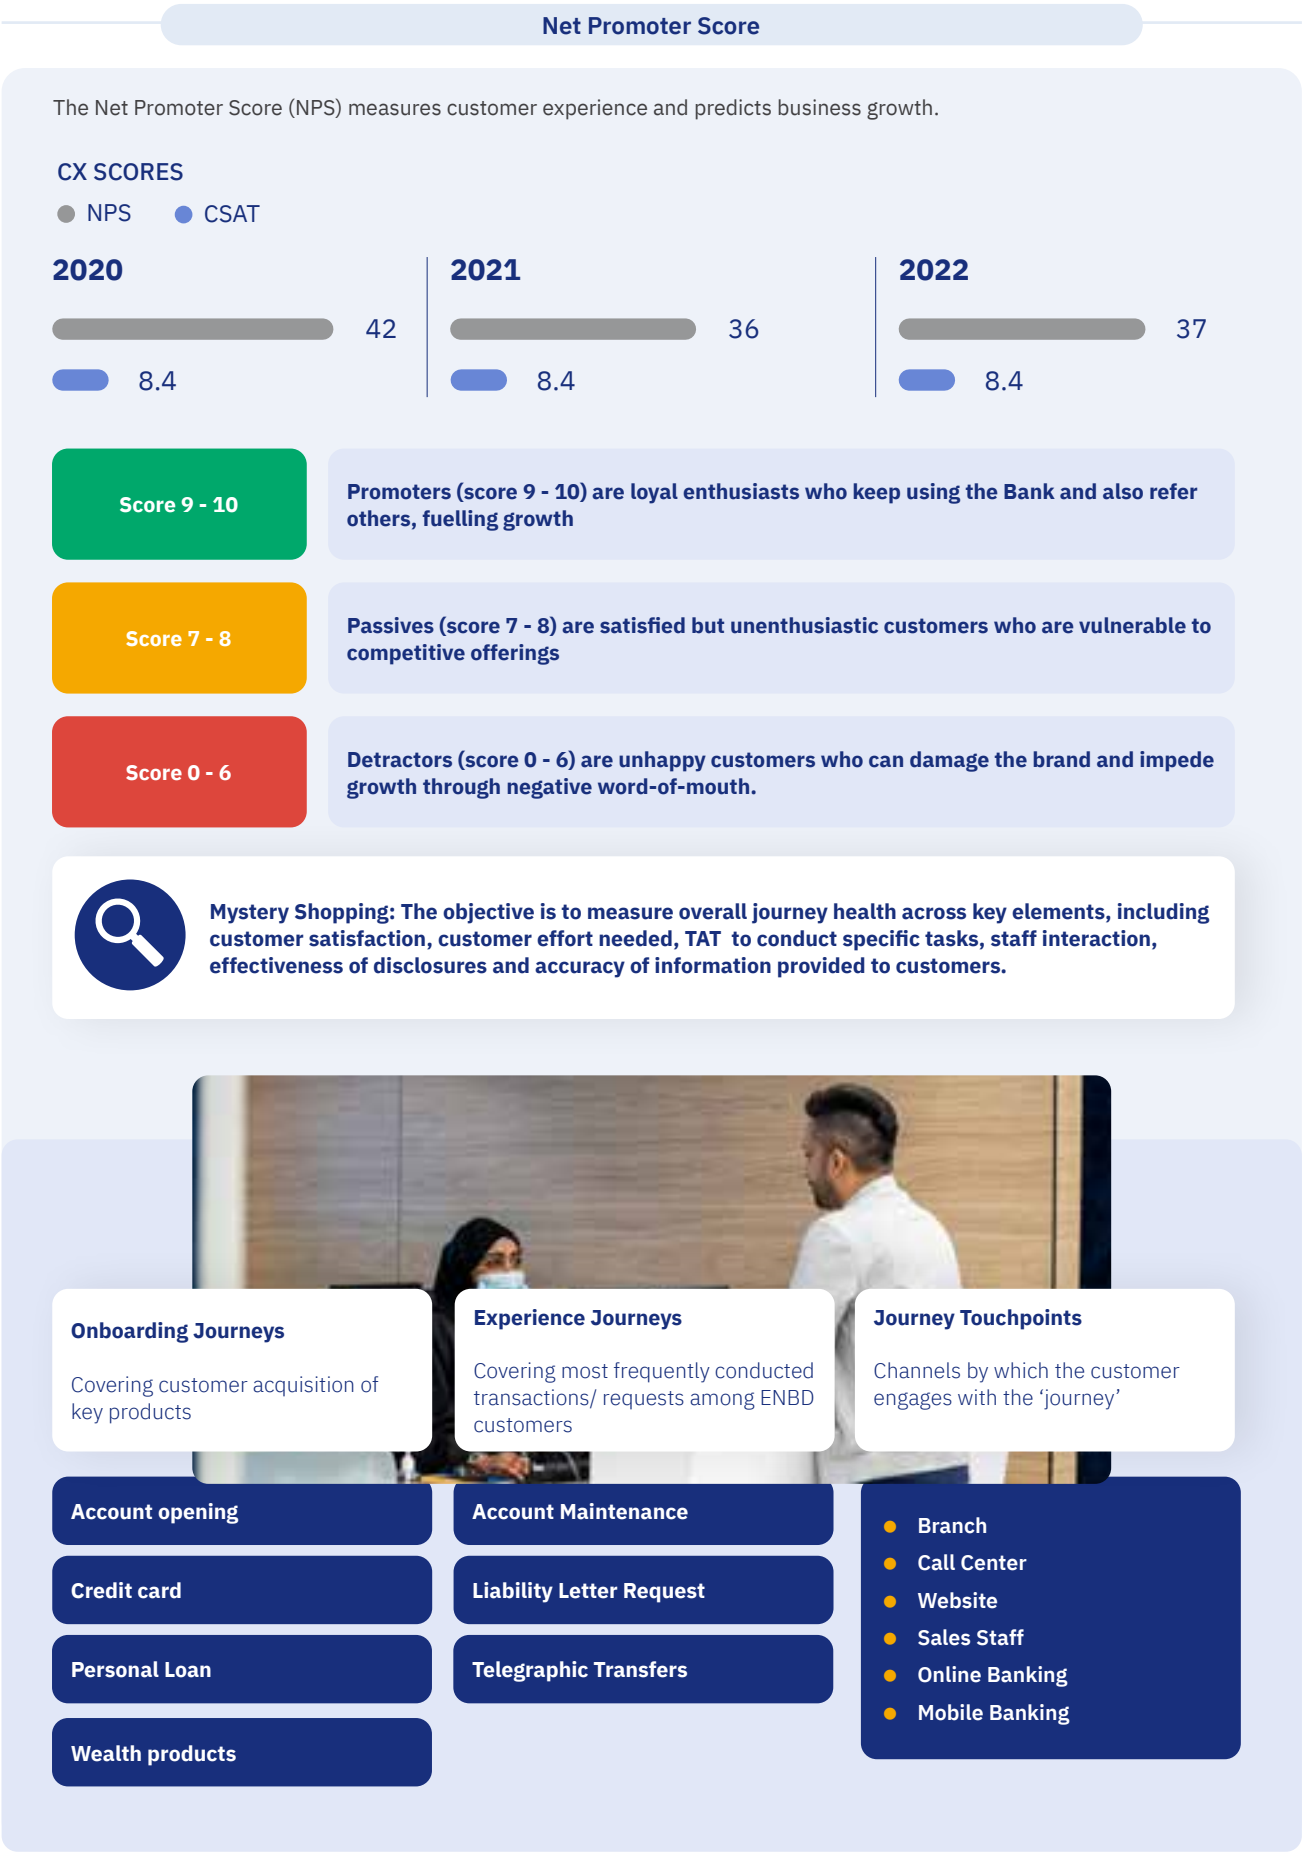 Net Promoter Score
The Net Promoter Score (NPS) measures customer experience and predicts business growth.
CX SCORES
NPS CSAT
2020
42
8.4
2021
36
8.4
2022
37
8.4
Score 9 - 10
Promoters (score 9 - 10) are loyal enthusiasts who keep using the Bank and also refer
others, fuelling growth
Score 7 - 8
Passives (score 7 - 8) are satisfied but unenthusiastic customers who are vulnerable to
competitive offerings
Score 0 - 6
Detractors (score 0 - 6) are unhappy customers who can damage the brand and impede
growth through negative word-of-mouth.
Mystery Shopping: The objective is to measure overall journey health across key elements, including
customer satisfaction, customer effort needed, TAT  to conduct specific tasks, staff interaction,
effectiveness of disclosures and accuracy of information provided to customers.
Onboarding Journeys
Covering customer acquisition of
key products
Account opening
Credit card
Personal Loan
Wealth products
Experience Journeys
Covering most frequently conducted
transactions/ requests among ENBD
customers
Account Maintenance
Liability Letter Request
Telegraphic Transfers
Journey Touchpoints
Channels by which the customer
engages with the ‘journey’
Branch
Call Center
Website
Sales Staff
Online Banking
Mobile Banking